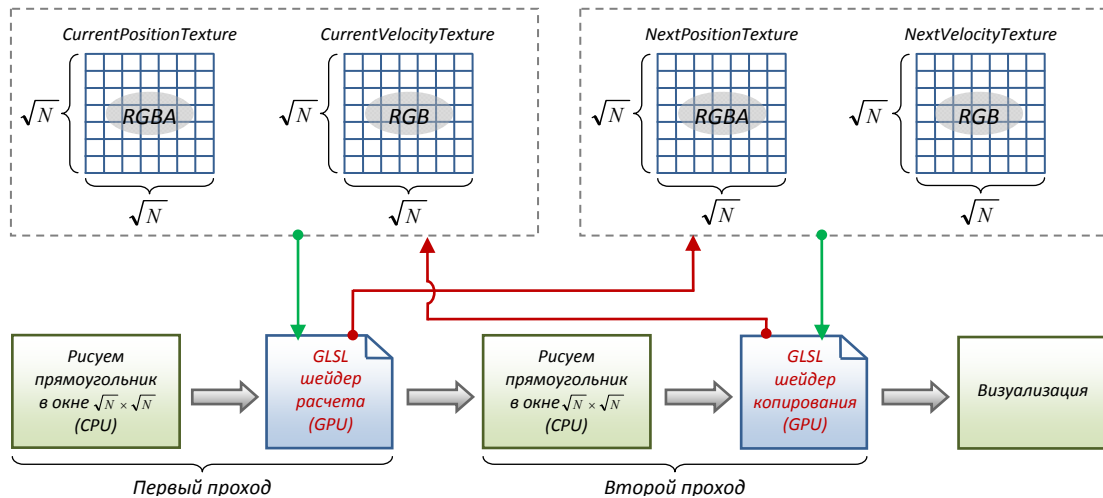 CurrentPositionTexture
CurrentVelocityTexture
NextPositionTexture
NextVelocityTexture
√N
RGBA
√N
RGB
√N
RGBA
√N
RGB
√N
√N
√N
√N
Рисуем
прямоугольник
в окне √N × √N
(CPU)
GLSL
шейдер
расчета
(GPU)
Рисуем
прямоугольник
в окне √N × √N
(CPU)
GLSL
шейдер
копирования
(GPU)
Визуализация
Первый проход
Второй проход